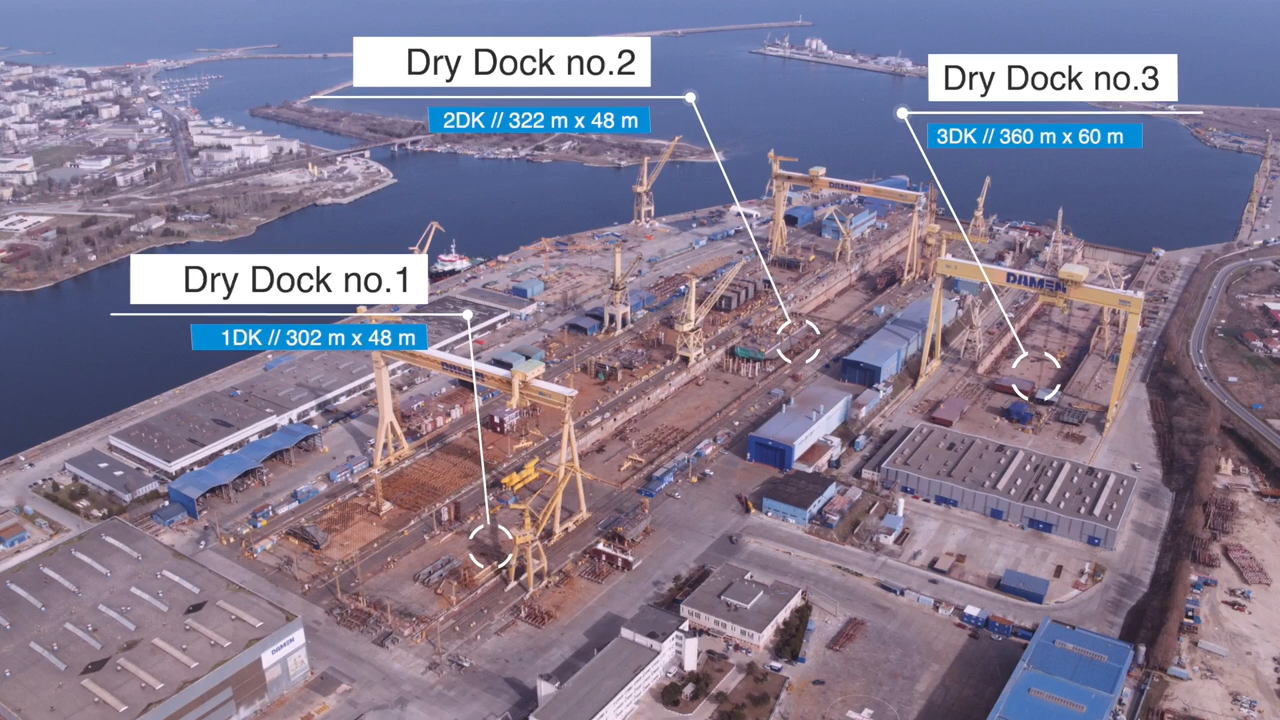 Dry Dock no.2
2DK // 322 m x 48 m
Dry Dock no.3
3DK // 360 m x 60 m
DAMEN
DAMEN
Dry Dock no.1
1DK // 302 m x 48 m
DAMEN